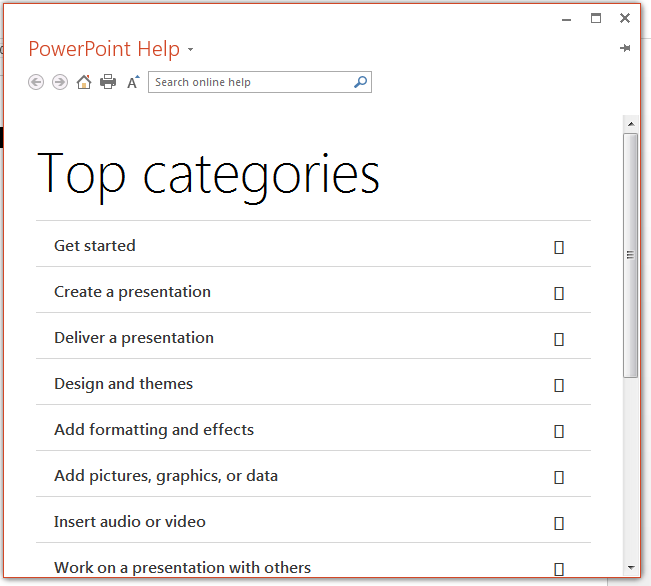 PowerPoint Help
A
Search online help
Top categories
Get started
Create a presentation
Deliver a presentation
Design and themes
Add formatting and effects
Add pictures, graphics, or data
Insert audio or video
Work on a presentation with others